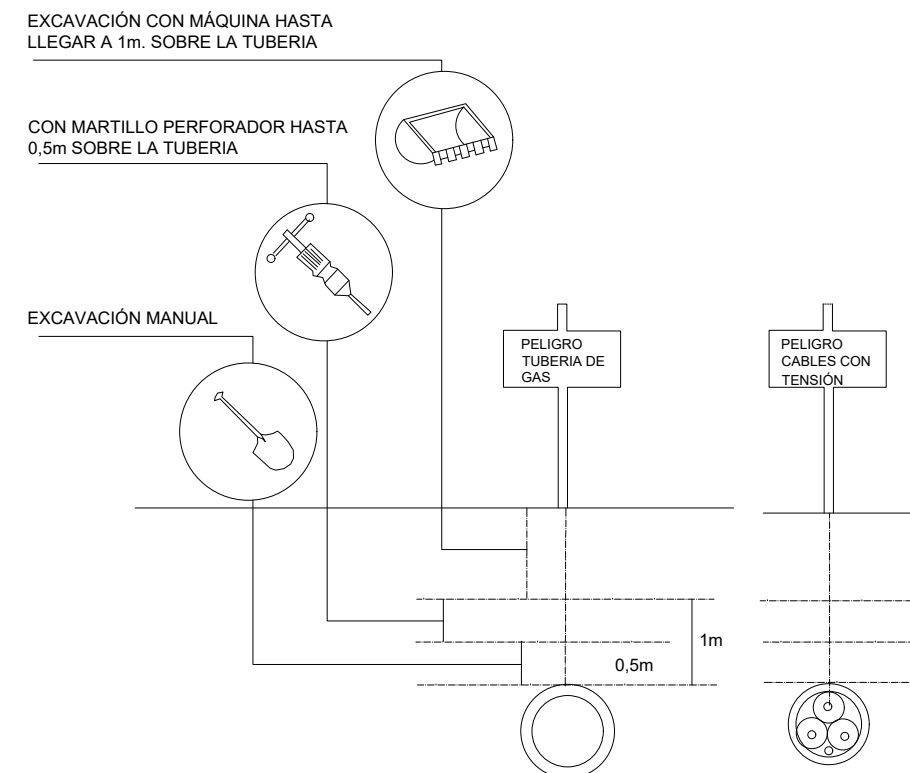 EXCAVACIÓN CON MÁQUINA HASTA
LLEGAR A 1m. SOBRE LA TUBERIA
CON MARTILLO PERFORADOR HASTA
0,5m SOBRE LA TUBERIA
EXCAVACIÓN MANUAL
PELIGRO
TUBERIA DE
GAS
PELIGRO
CABLES CON
TENSIÓN
1m
0,5m